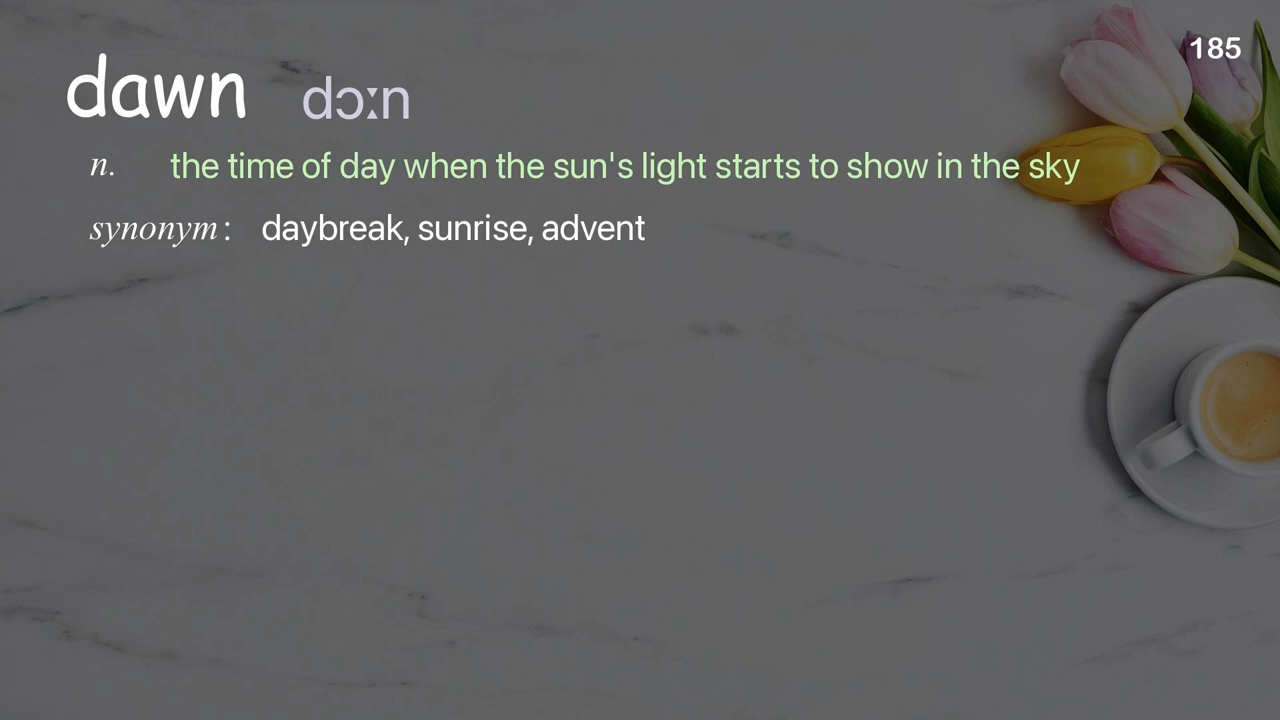 185
dawn dɔːn
n. the time of day when the sun's light starts to show in the sky
synonym: daybreak, sunrise, advent